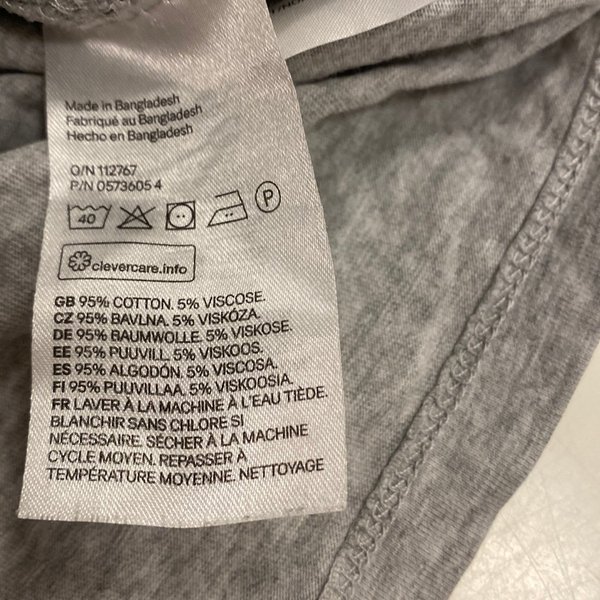 Made in Bangladesh
Fabriqué au Bangladesh
Hecho en Bangladesh
O/N 112767
P/N 0573605 4
40 P
clevercare.info
GB 95% COTTON. 5% VISCOSE.
CZ 95% BAVLNA. 5% VISKÓZA.
DE 95% BAUMWOLLE. 5% VISKOSE.
EE 95% PUUVILL. 5% VISKOOS.
ES 95% ALGODÓN. 5% VISCOSA.
FI 95% PUUVILLAA. 5% VISKOOSIA.
FR LAVER À LA MACHINE À L'EAU TIÈDE.
BLANCHIR SANS CHLORE SI
NÉCESSAIRE. SÉCHER À LA MACHINE
CYCLE MOYEN. REPASSER À
TEMPÉRATURE MOYENNE. NETTOYAGE